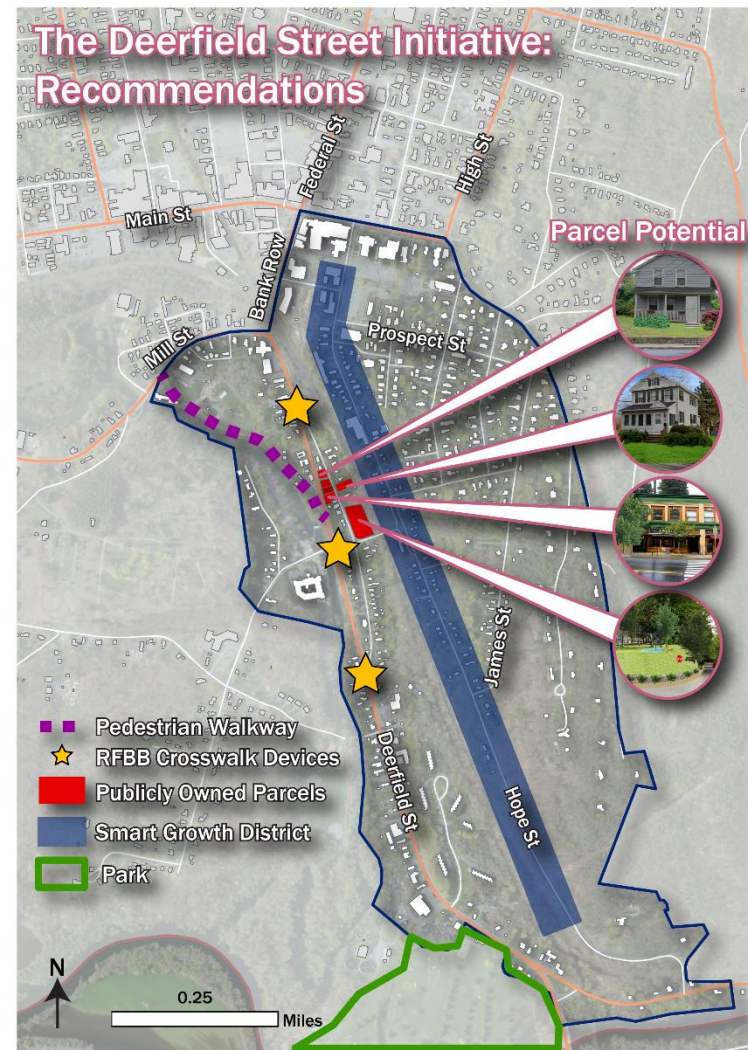 The Deerfield Street Initiative:
Recommendations
Federal St
High St
Main St
Bank Row
Parcel Potential
Prospect St
Mill St
James St
Deerfield St
Hope St
Pedestrian Walkway
RFBB Crosswalk Devices
Publicly Owned Parcels
Smart Growth District
Park
N
0.25
Miles